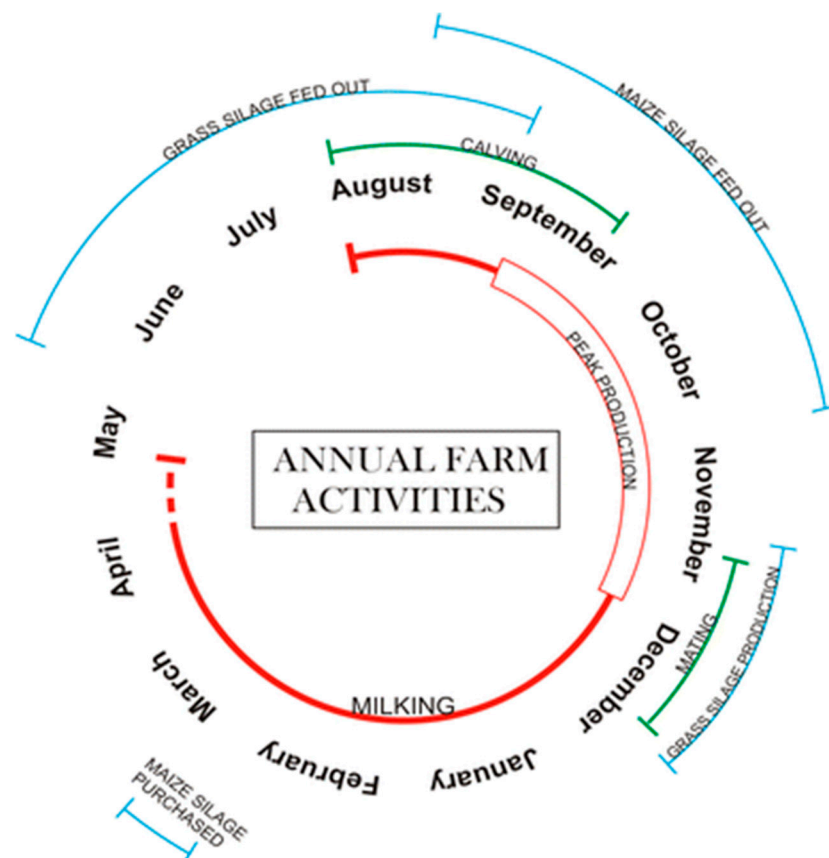 MAIZE SILAGE FED OUT
GRASS SILAGE FED OUT
CALVING
August
September
July
June
October
PEAK PRODUCTION
May
ANNUAL FARM
ACTIVITIES
November
April
GRASS SILAGE PRODUCTION
MATING
December
March
MILKING
February
January
MAIZE SILAGE
PURCHASED